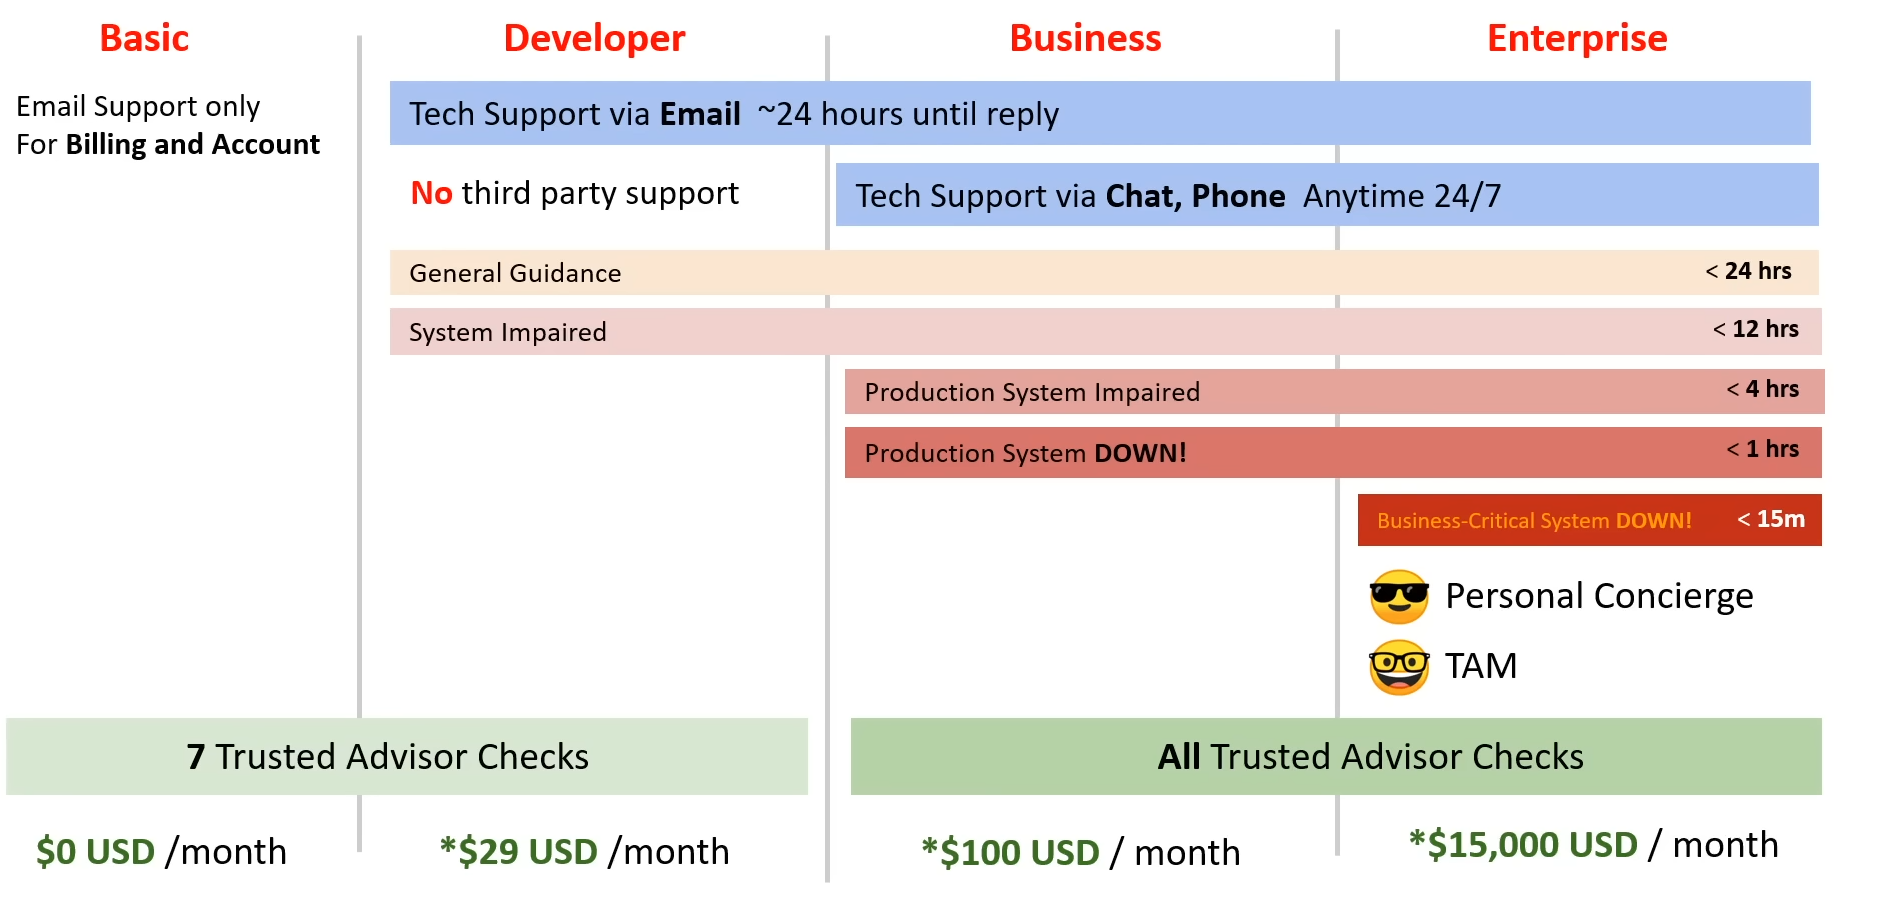 Basic
Developer
Business
Enterprise
Email Support only
For Billing and Account
Tech Support via Email ~24 hours until reply
No third party support
Tech Support via Chat, Phone Anytime 24/7
General Guidance < 24 hrs
System Impaired < 12 hrs
Production System Impaired < 4 hrs
Production System DOWN! < 1 hrs
Business-Critical System DOWN! < 15m
Personal Concierge
TAM
7 Trusted Advisor Checks
All Trusted Advisor Checks
$0 USD /month
*$29 USD /month
*$100 USD / month
*$15,000 USD / month